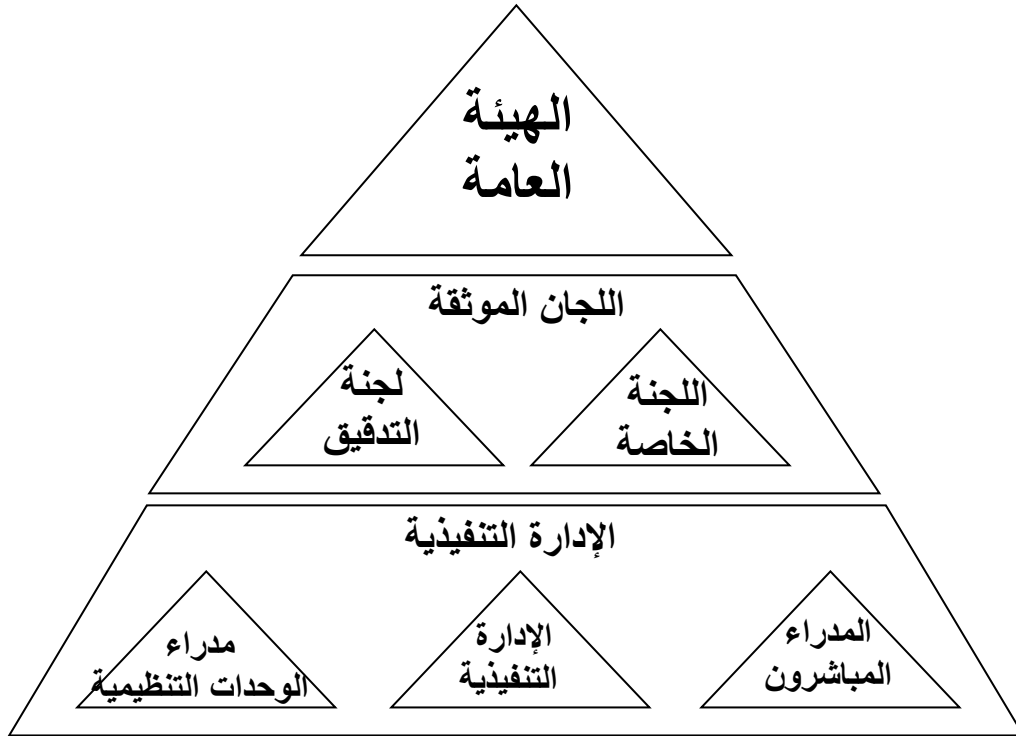 الهيئة
العامة
اللجان الموثقة
اللجنة
الخاصة
لجنة
التدقيق
الإدارة التنفيذية
المدراء
المباشرون
الإدارة
التنفيذية
مدراء
الوحدات التنظيمية